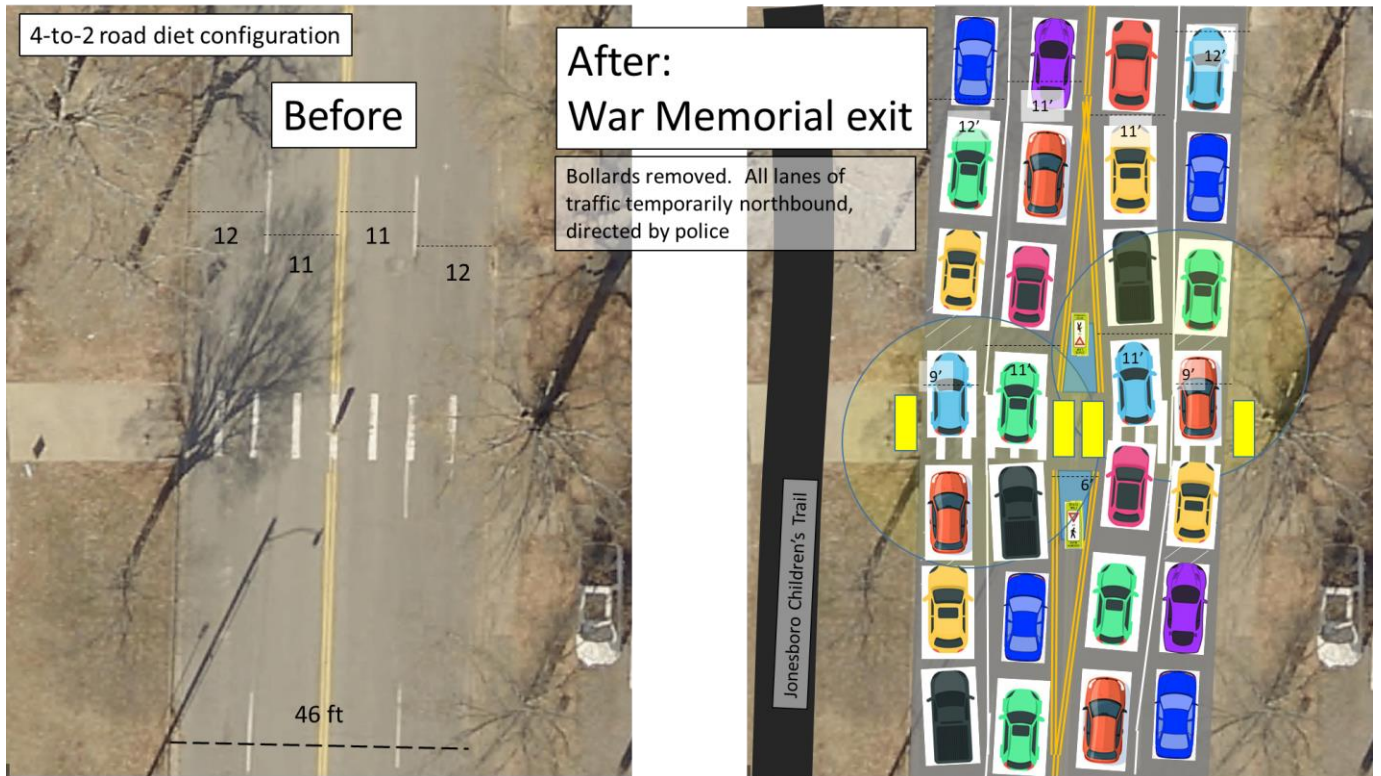 4-to-2 road diet configuration
Before
12
11
11
12
46 ft
After:
War Memorial exit
Bollards removed.  All lanes of
traffic temporarily northbound,
directed by police
12’
11’
12’
11’
11’
9’
11’
11’
9’
6’
Jonesboro Children’s Trail